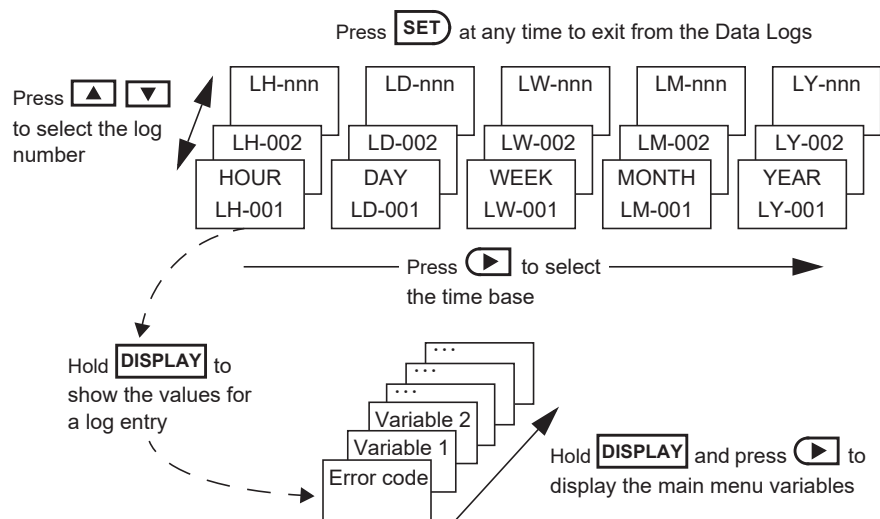 Press SET at any time to exit from the Data Logs
Press ▲ ▼
to select the log
number
LH-nnn LD-nnn LW-nnn LM-nnn LY-nnn
LH-002 LD-002 LW-002 LM-002 LY-002
HOUR DAY WEEK MONTH YEAR
LH-001 LD-001 LW-001 LM-001 LY-001
Press ► to select
the time base
Hold DISPLAY to
show the values for
a log entry
...
...
...
Variable 2
Variable 1
Error code
Hold DISPLAY and press ► to
display the main menu variables